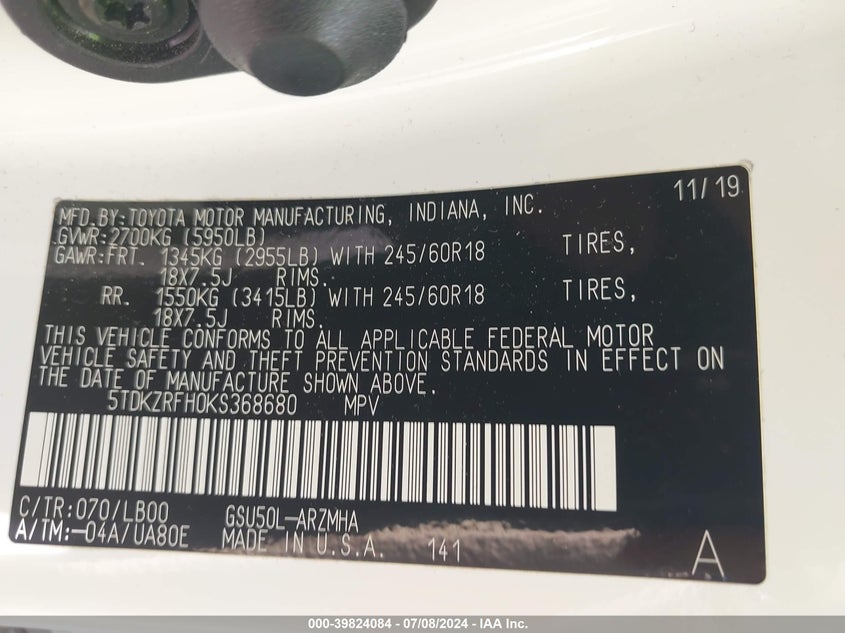 11/19
MFD.BY:TOYOTA MOTOR MANUFACTURING, INDIANA, INC.
GVWR:2700KG (5950LB)
GAWR:FRT. 1345KG (2955LB) WITH 245/60R18 TIRES,
18X7.5J RIMS.
RR. 1550KG (3415LB) WITH 245/60R18 TIRES,
18X7.5J RIMS.
THIS VEHICLE CONFORMS TO ALL APPLICABLE FEDERAL MOTOR
VEHICLE SAFETY AND THEFT PREVENTION STANDARDS IN EFFECT ON
THE DATE OF MANUFACTURE SHOWN ABOVE.
5TDKZRFH0KS368680 MPV
C/TR:070/LB00 GSU50L-ARZMHA
A/TM:-04A/UA80E MADE IN U.S.A. 141 A
000-39824084 - 07/08/2024 - IAA Inc.